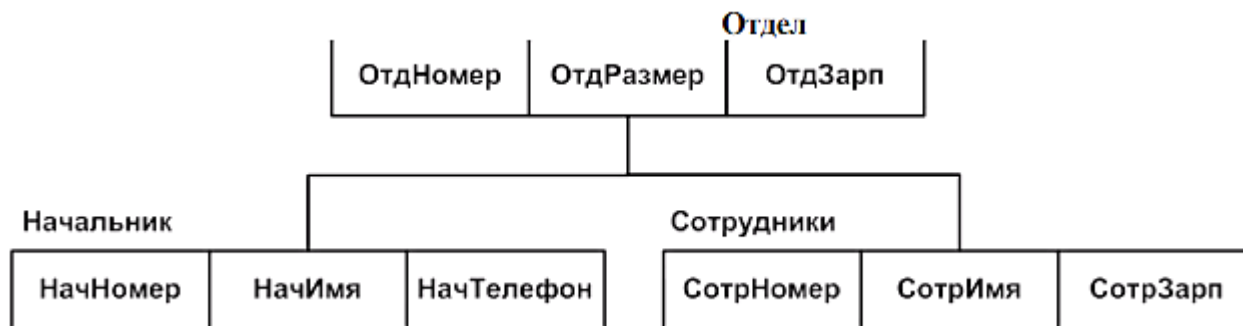 Отдел
ОтдНомер ОтдРазмер ОтдЗарп
Начальник Сотрудники
НачНомер НачИмя НачТелефон СотрНомер СотрИмя СотрЗарп